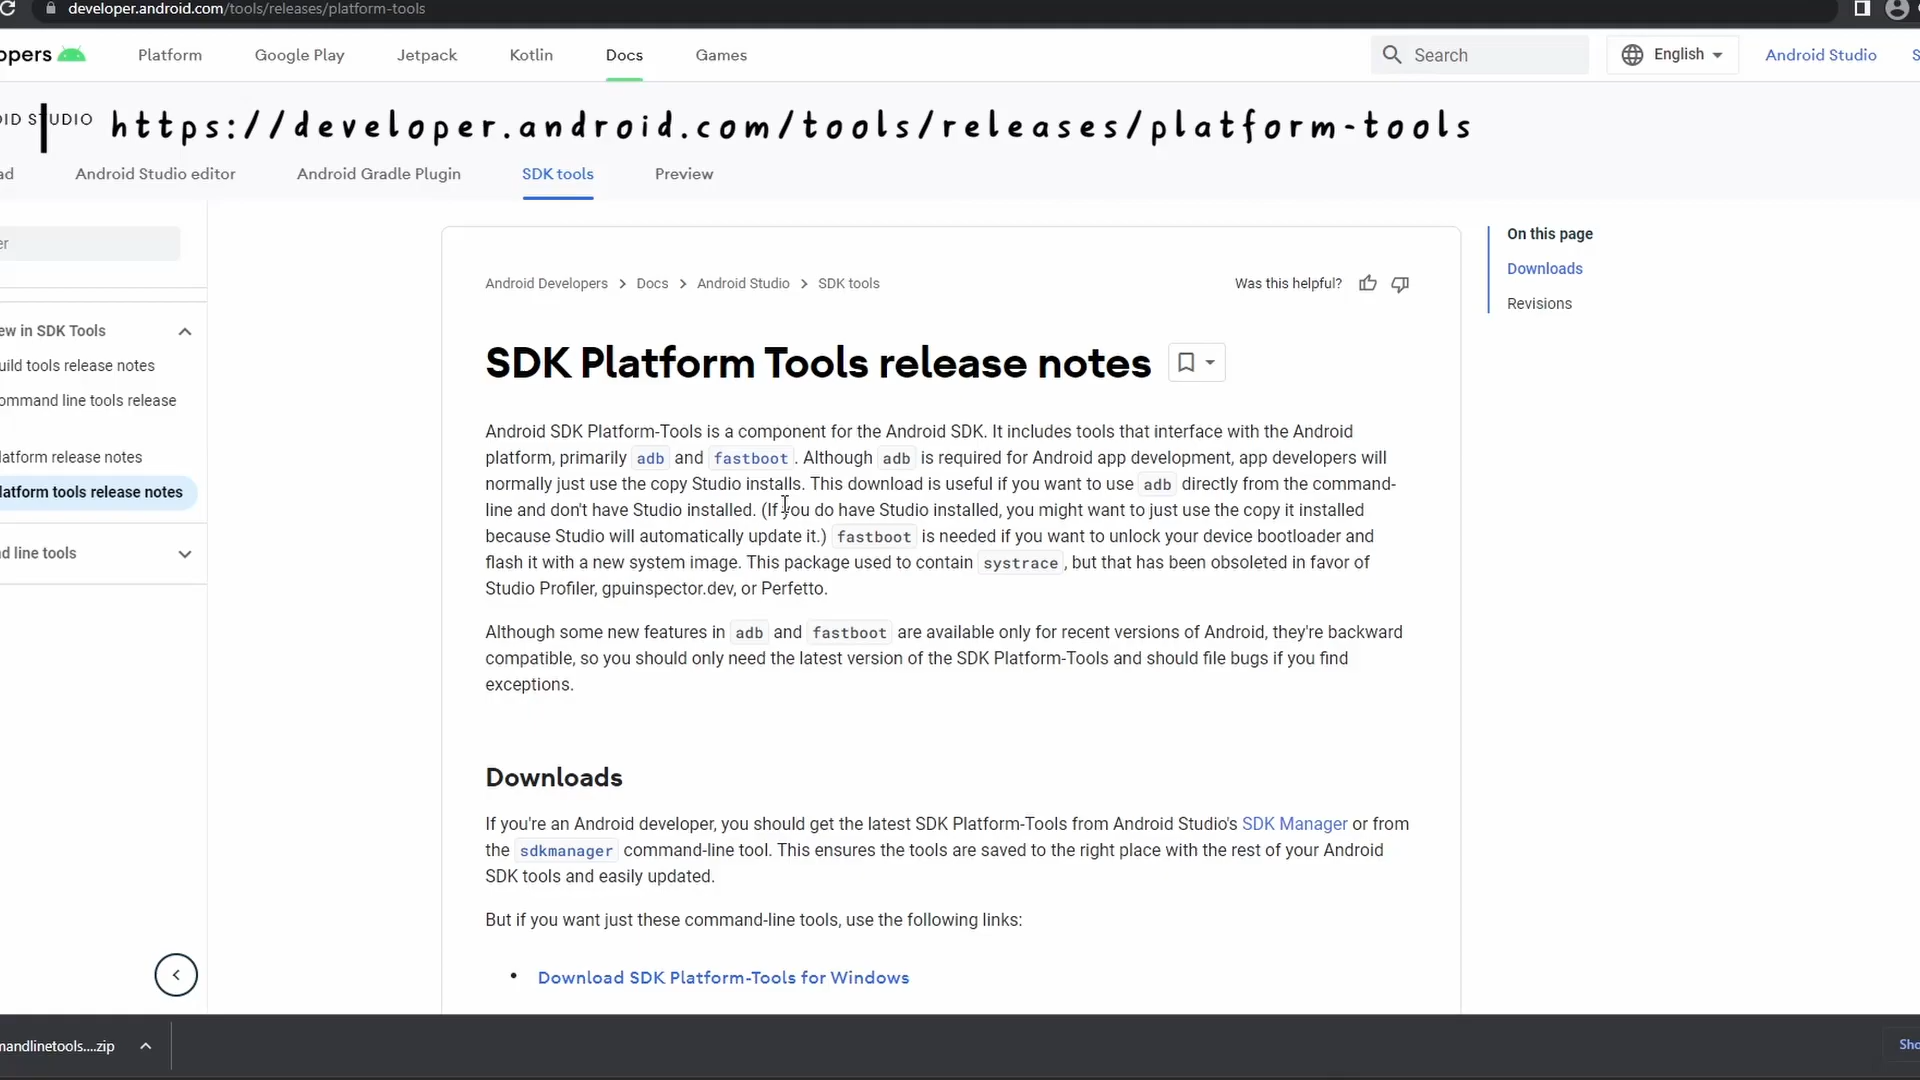 developer.android.com/tools/releases/platform-tools
opers Platform Google Play Jetpack Kotlin Docs Games Search English Android Studio S
OID STUDIO
https://developer.android.com/tools/releases/platform-tools
ad Android Studio editor Android Gradle Plugin SDK tools Preview
er
ew in SDK Tools
uild tools release notes
ommand line tools release
latform release notes
latform tools release notes
nd line tools
Android Developers > Docs > Android Studio > SDK tools
Was this helpful?
SDK Platform Tools release notes
Android SDK Platform-Tools is a component for the Android SDK. It includes tools that interface with the Android
platform, primarily adb and fastboot. Although adb is required for Android app development, app developers will
normally just use the copy Studio installs. This download is useful if you want to use adb directly from the command-
line and don't have Studio installed. (If you do have Studio installed, you might want to just use the copy it installed
because Studio will automatically update it.) fastboot is needed if you want to unlock your device bootloader and
flash it with a new system image. This package used to contain systrace, but that has been obsoleted in favor of
Studio Profiler, gpuinspector.dev, or Perfetto.
Although some new features in adb and fastboot are available only for recent versions of Android, they're backward
compatible, so you should only need the latest version of the SDK Platform-Tools and should file bugs if you find
exceptions.
Downloads
If you're an Android developer, you should get the latest SDK Platform-Tools from Android Studio's SDK Manager or from
the sdkmanager command-line tool. This ensures the tools are saved to the right place with the rest of your Android
SDK tools and easily updated.
But if you want just these command-line tools, use the following links:
• Download SDK Platform-Tools for Windows
On this page
Downloads
Revisions
mandlinetools....zip
Sho